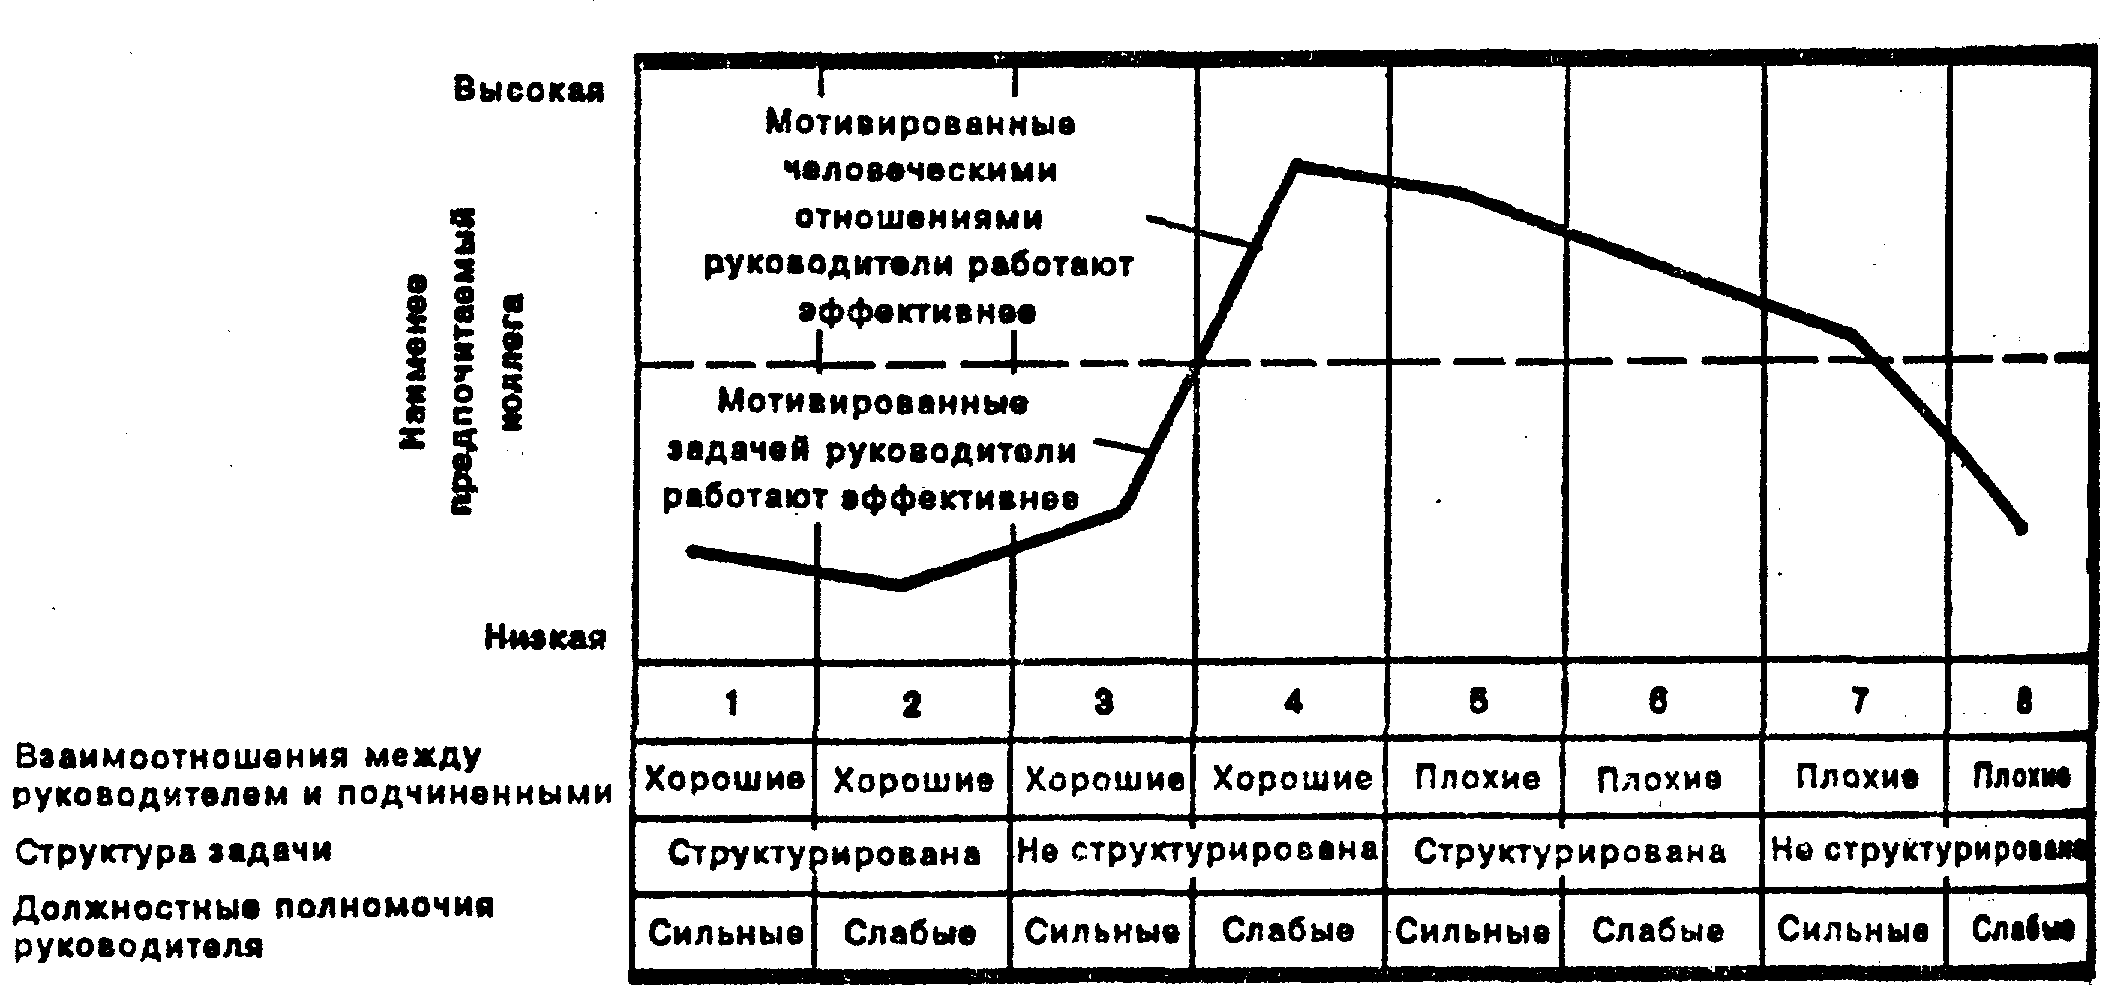 Высокая
Мотивированные
человеческими
отношениями
руководители работают
эффективнее
Наименее
предпочитаемый
коллега
Мотивированные
задачей руководители
работают эффективнее
Низкая
1 2 3 4 5 6 7 8
Взаимоотношения между
руководителем и подчиненными
Хорошие Хорошие Хорошие Хорошие Плохие Плохие Плохие Плохие
Структура задачи
Структурирована Не структурирована Структурирована Не структурирована
Должностные полномочия
руководителя
Сильные Слабые Сильные Слабые Сильные Слабые Сильные Слабые